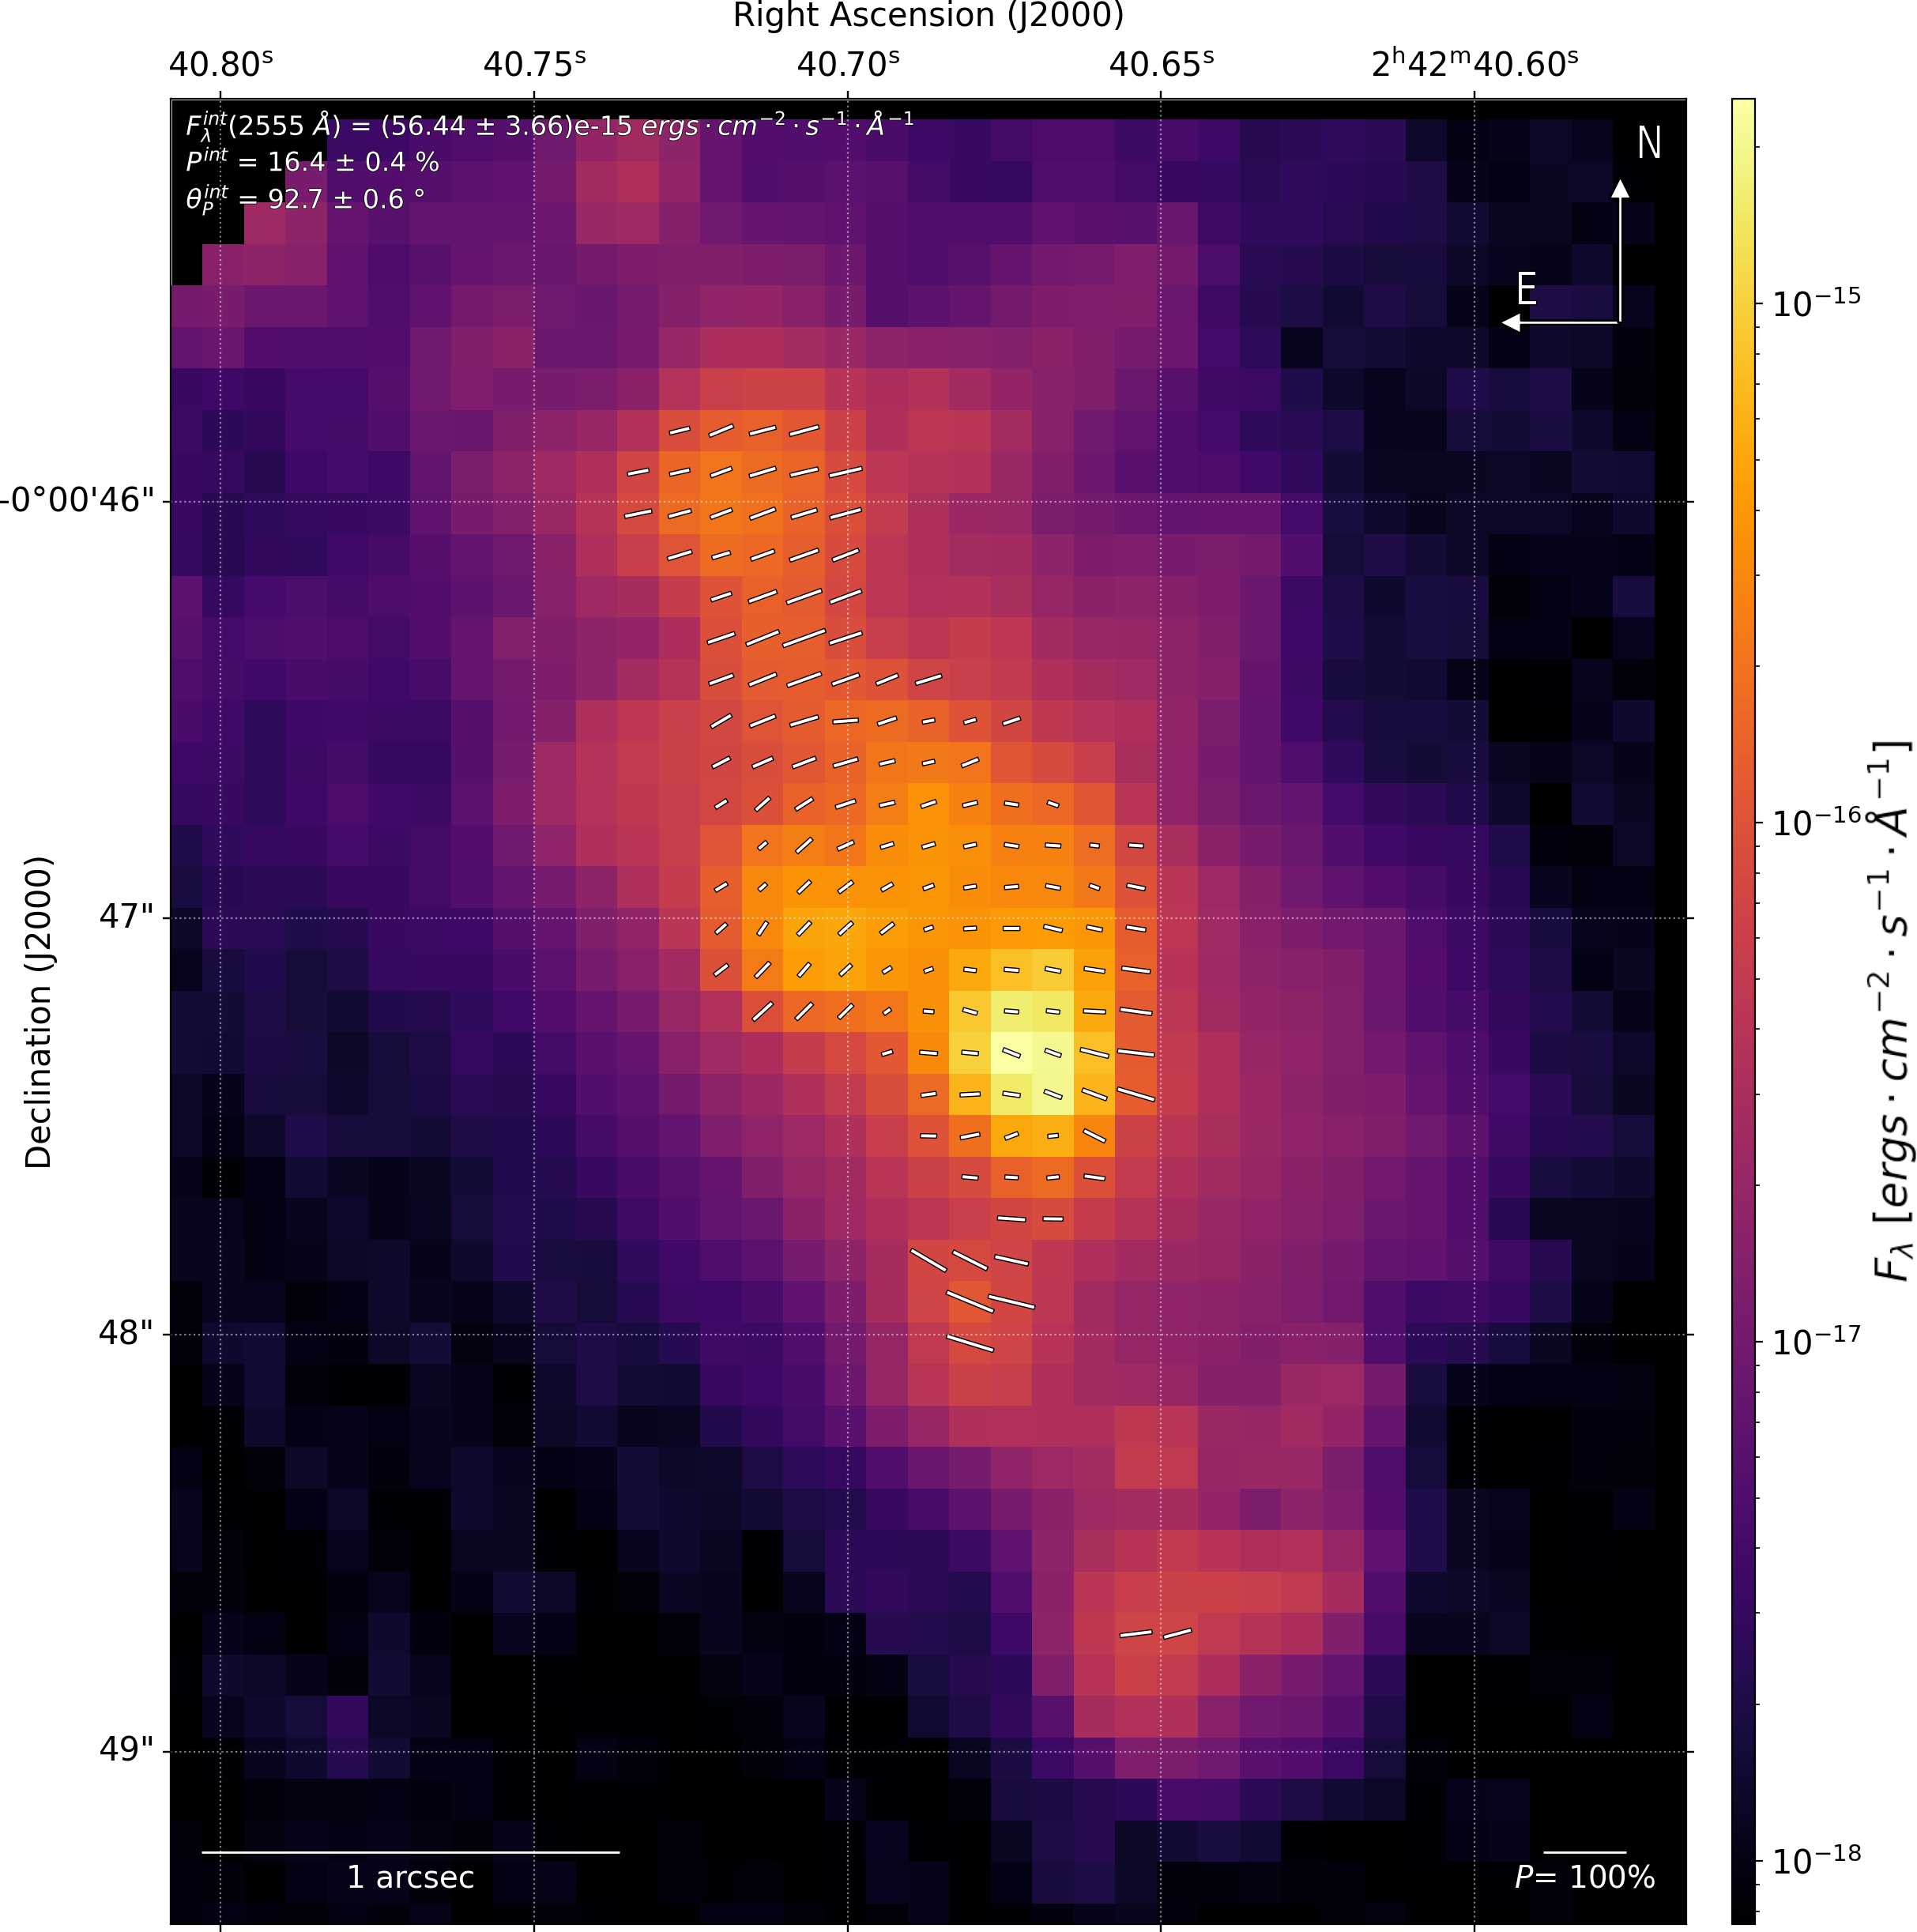 Right Ascension (J2000)
40.80ˢ 40.75ˢ 40.70ˢ 40.65ˢ 2ʰ42ᵐ40.60ˢ
F_λ^int(2555 Å) = (56.44 ± 3.66)e-15 ergs · cm⁻² · s⁻¹ · Å⁻¹
P^int = 16.4 ± 0.4 %
θ_P^int = 92.7 ± 0.6 °
N
E
-0°00'46"
47"
48"
49"
Declination (J2000)
1 arcsec
P= 100%
10⁻¹⁵
10⁻¹⁶
10⁻¹⁷
10⁻¹⁸
F_λ [ergs · cm⁻² · s⁻¹ · Å⁻¹]